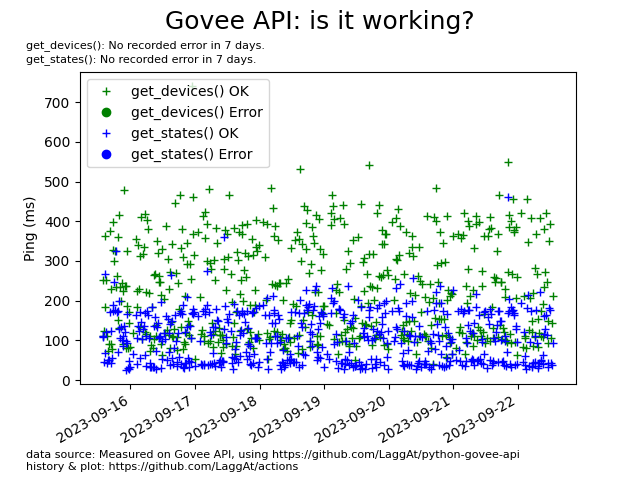 Govee API: is it working?
get_devices(): No recorded error in 7 days.
get_states(): No recorded error in 7 days.
get_devices() OK
get_devices() Error
get_states() OK
get_states() Error
Ping (ms)
700
600
500
400
300
200
100
0
2023-09-16
2023-09-17
2023-09-18
2023-09-19
2023-09-20
2023-09-21
2023-09-22
data source: Measured on Govee API, using https://github.com/LaggAt/python-govee-api
history & plot: https://github.com/LaggAt/actions